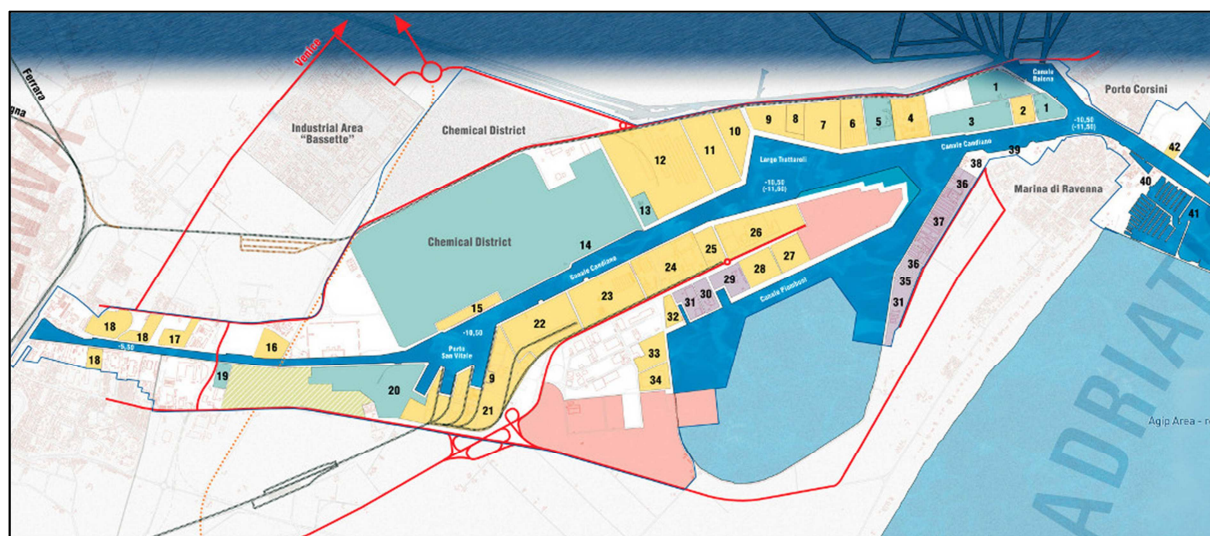 Venice
Ferrara
gna
Industrial Area
"Bassette"
Chemical District
Canale
Baiona
Porto Corsini
1
9
8
7
6
5
4
3
2
1
10
11
12
-10,50
(-11,50)
Canale Candiano
42
39
38
Largo Trattaroli
-10,50
(-11,50)
36
Marina di Ravenna
40
41
13
37
Chemical District
14
26
25
Canale Candiano
24
27
28
29
36
35
31
Canale Piomboni
30
31
32
15
23
22
18
18
17
16
-10,50
Porto
San Vitale
33
34
-9,50
18
19
20
9
21
ADRIAT
Agip Area - r